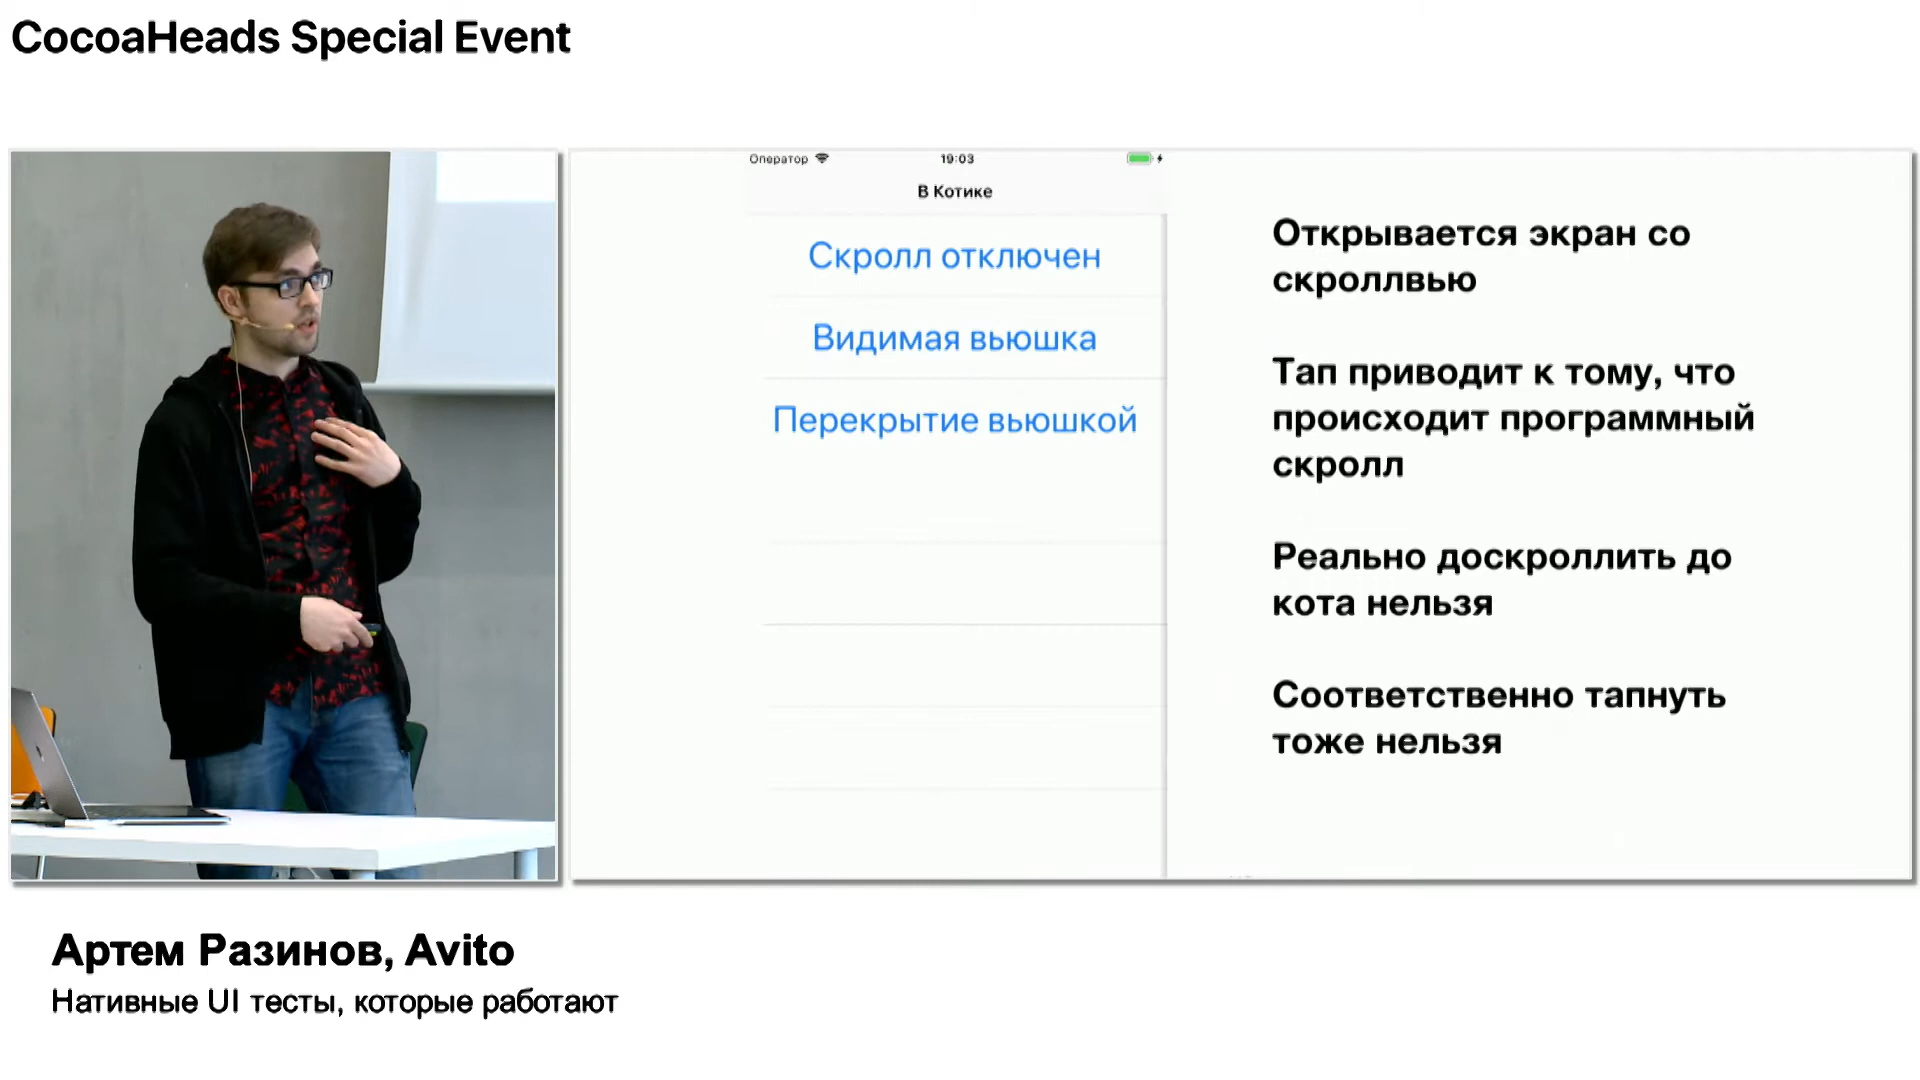 CocoaHeads Special Event
Оператор 19:03
В Котике
Скролл отключен
Видимая вьюшка
Перекрытие вьюшкой
Открывается экран со
скроллвью
Тап приводит к тому, что
происходит программный
скролл
Реально доскроллить до
кота нельзя
Соответственно тапнуть
тоже нельзя
Артем Разинов, Avito
Нативные UI тесты, которые работают